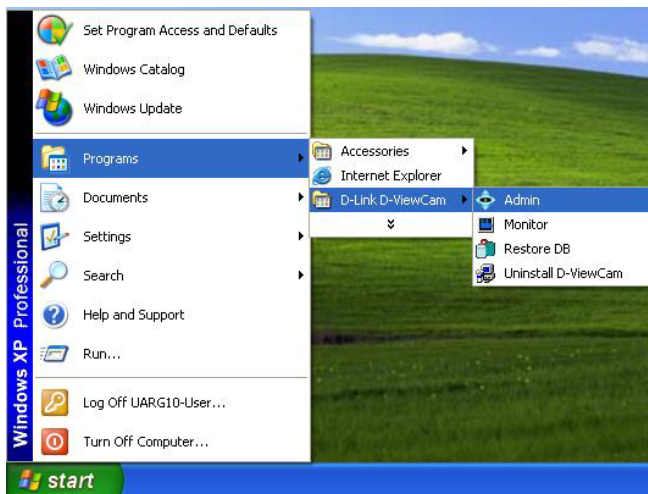 Set Program Access and Defaults
Windows Catalog
Windows Update
Programs
Documents
Settings
Search
Help and Support
Run...
Log Off UARG10-User...
Turn Off Computer...
Windows XP Professional
start
Accessories
Internet Explorer
D-Link D-ViewCam
Admin
Monitor
Restore DB
Uninstall D-ViewCam